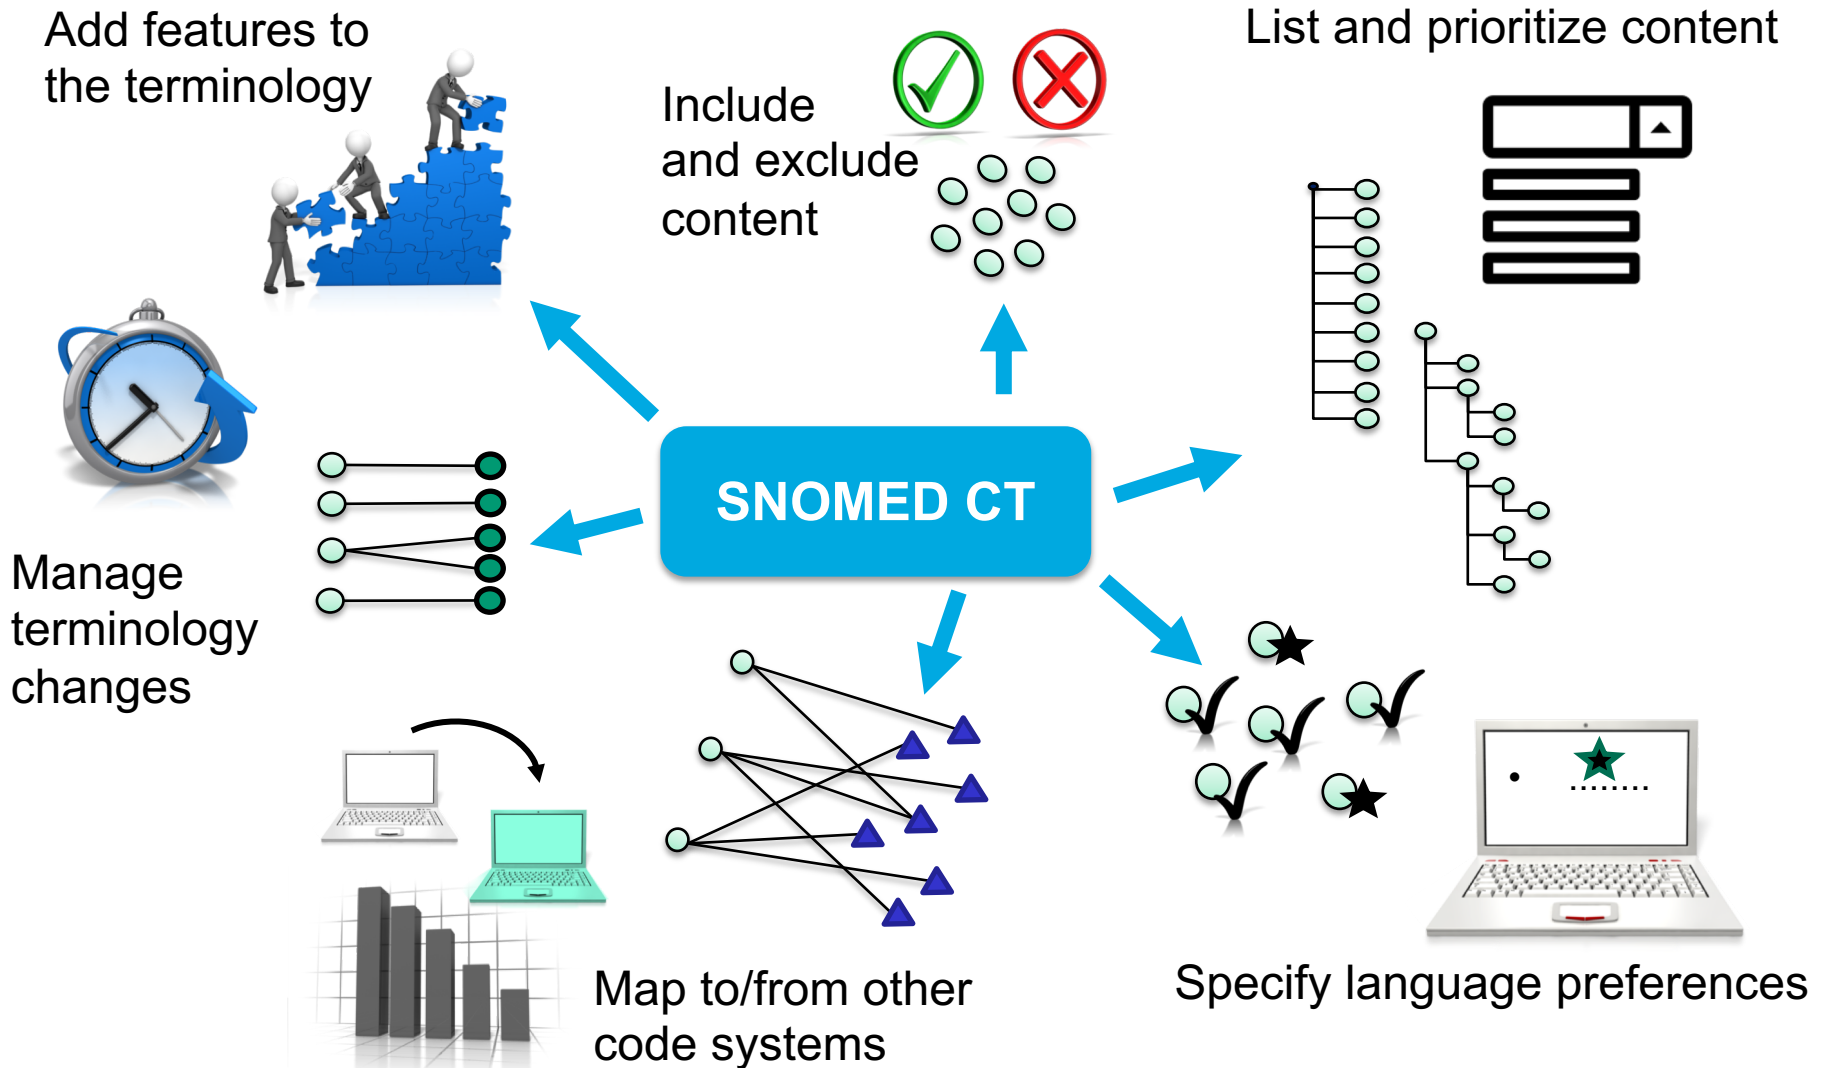 Add features to
the terminology
Include
and exclude
content
List and prioritize content
SNOMED CT
Manage
terminology
changes
Map to/from other
code systems
Specify language preferences